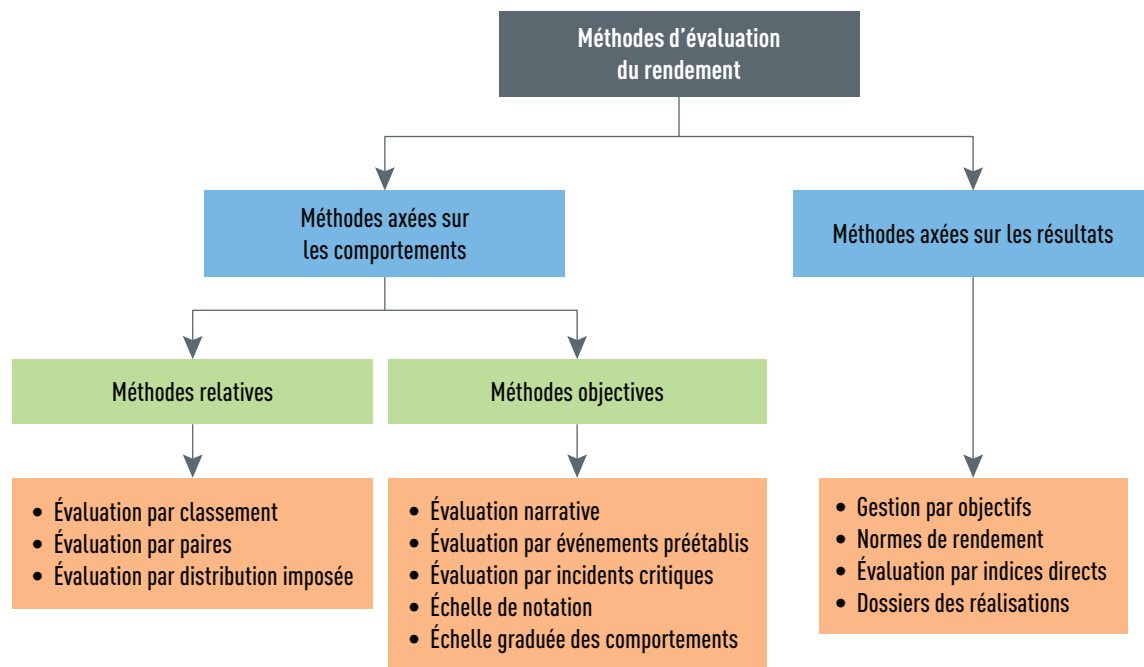 Méthodes d'évaluation
du rendement
Méthodes axées sur
les comportements
Méthodes axées sur les résultats
Méthodes relatives
Méthodes objectives
• Évaluation par classement
• Évaluation par paires
• Évaluation par distribution imposée
• Évaluation narrative
• Évaluation par événements préétablis
• Évaluation par incidents critiques
• Échelle de notation
• Échelle graduée des comportements
• Gestion par objectifs
• Normes de rendement
• Évaluation par indices directs
• Dossiers des réalisations